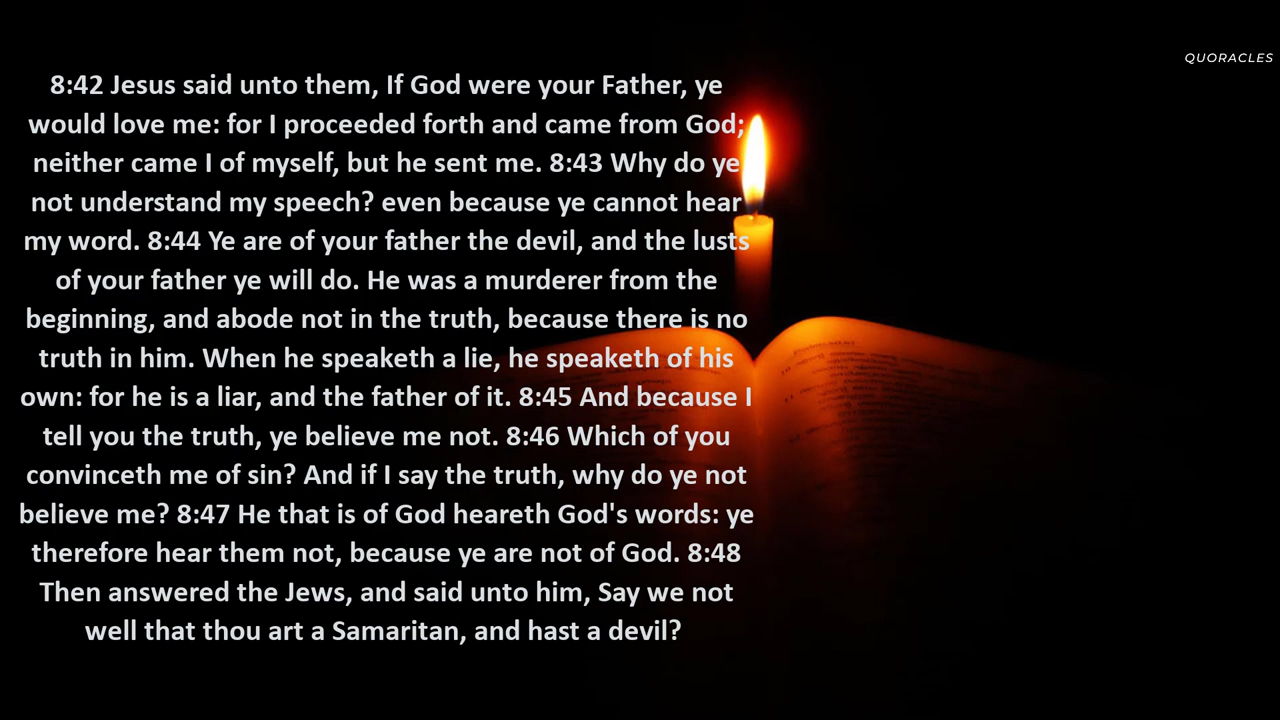 QUORACLES
8:42 Jesus said unto them, If God were your Father, ye
would love me: for I proceeded forth and came from God;
neither came I of myself, but he sent me. 8:43 Why do ye
not understand my speech? even because ye cannot hear
my word. 8:44 Ye are of your father the devil, and the lusts
of your father ye will do. He was a murderer from the
beginning, and abode not in the truth, because there is no
truth in him. When he speaketh a lie, he speaketh of his
own: for he is a liar, and the father of it. 8:45 And because I
tell you the truth, ye believe me not. 8:46 Which of you
convinceth me of sin? And if I say the truth, why do ye not
believe me? 8:47 He that is of God heareth God's words: ye
therefore hear them not, because ye are not of God. 8:48
Then answered the Jews, and said unto him, Say we not
well that thou art a Samaritan, and hast a devil?